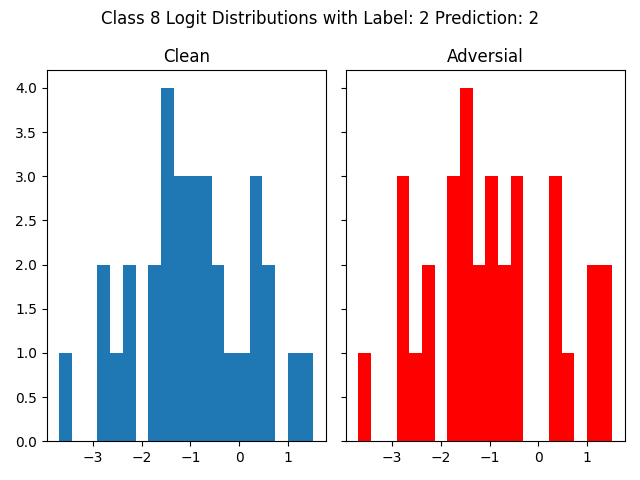 Class 8 Logit Distributions with Label: 2 Prediction: 2
Clean
Adversial
4.0
3.5
3.0
2.5
2.0
1.5
1.0
0.5
0.0
−3 −2 −1 0 1
−3 −2 −1 0 1